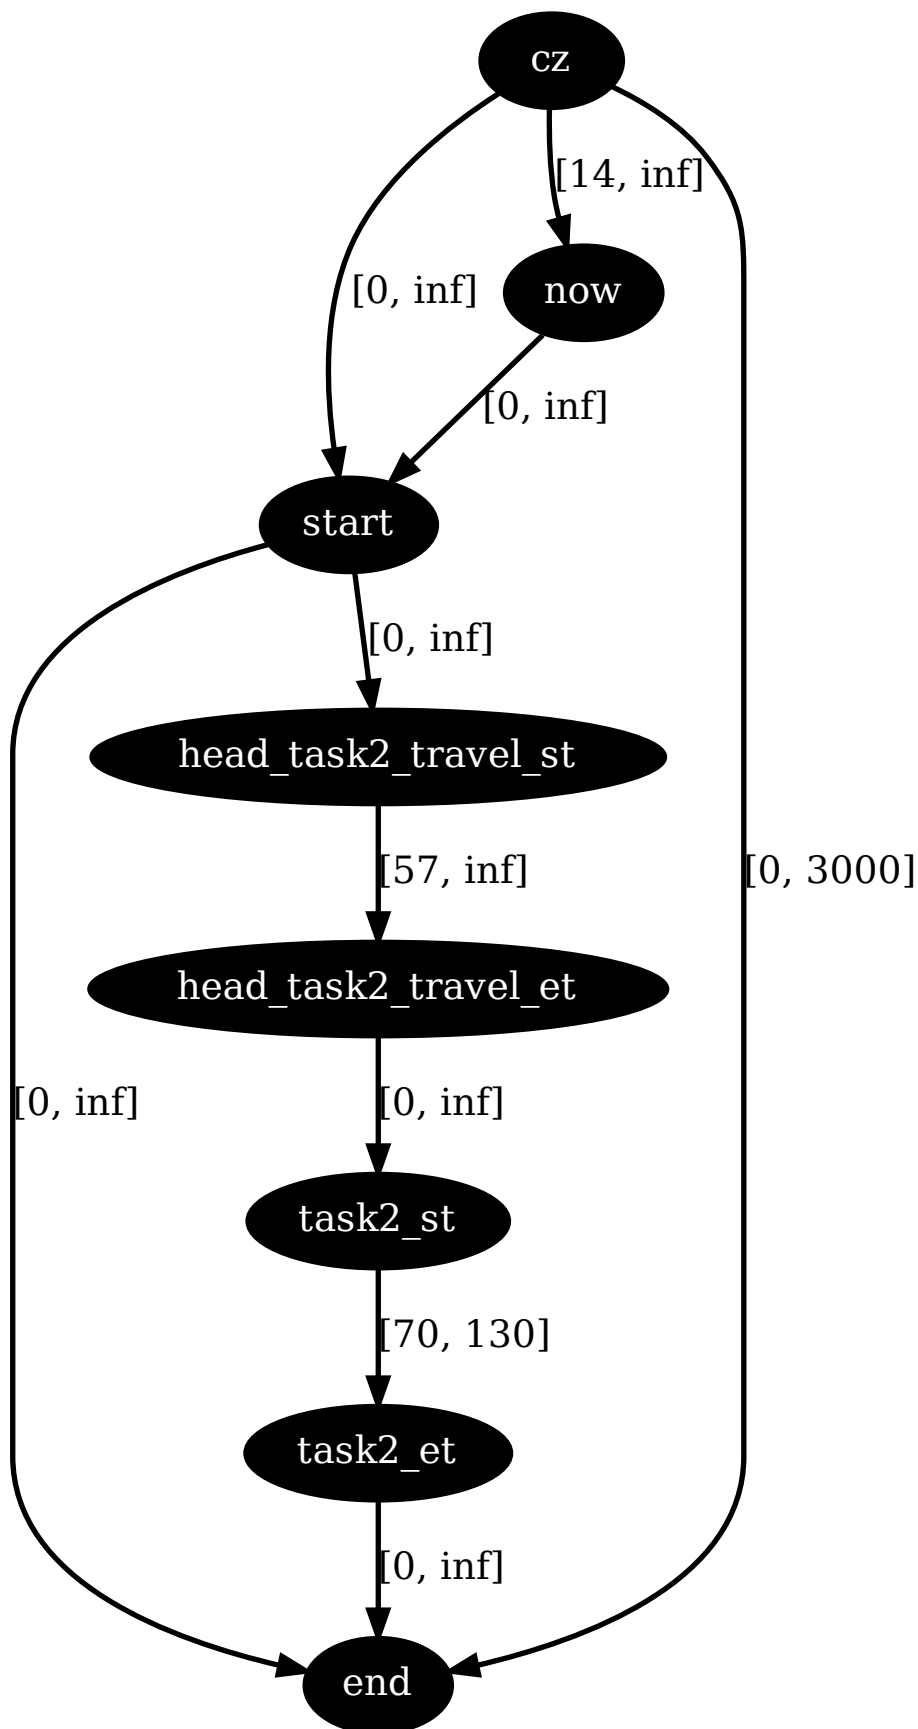 cz
[14, inf]
[0, inf]
now
[0, inf]
start
[0, inf]
head_task2_travel_st
[57, inf]
[0, 3000]
head_task2_travel_et
[0, inf]
[0, inf]
task2_st
[70, 130]
task2_et
[0, inf]
end